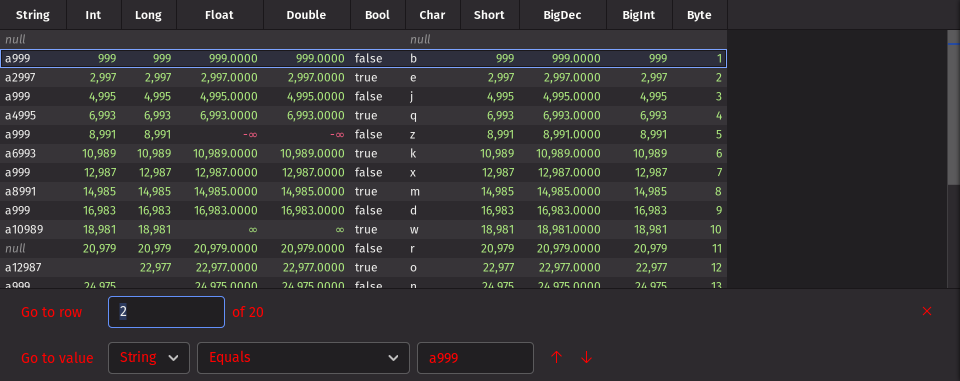 String Int Long Float Double Bool Char Short BigDec BigInt Byte
null null
a999 999 999 999.0000 999.0000 false b 999 999.0000 999 1
a2997 2,997 2,997 2,997.0000 2,997.0000 true e 2,997 2,997.0000 2,997 2
a999 4,995 4,995 4,995.0000 4,995.0000 false j 4,995 4,995.0000 4,995 3
a4995 6,993 6,993 6,993.0000 6,993.0000 true q 6,993 6,993.0000 6,993 4
a999 8,991 8,991 -∞ -∞ false z 8,991 8,991.0000 8,991 5
a6993 10,989 10,989 10,989.0000 10,989.0000 true k 10,989 10,989.0000 10,989 6
a999 12,987 12,987 12,987.0000 12,987.0000 false x 12,987 12,987.0000 12,987 7
a8991 14,985 14,985 14,985.0000 14,985.0000 true m 14,985 14,985.0000 14,985 8
a999 16,983 16,983 16,983.0000 16,983.0000 false d 16,983 16,983.0000 16,983 9
a10989 18,981 18,981 ∞ ∞ true w 18,981 18,981.0000 18,981 10
null 20,979 20,979 20,979.0000 20,979.0000 false r 20,979 20,979.0000 20,979 11
a12987 22,977 22,977.0000 22,977.0000 true o 22,977 22,977.0000 22,977 12
a999 24,975 24,975.0000 24,975.0000 false n 24,975 24,975.0000 24,975 13
Go to row 2 of 20
Go to value String Equals a999